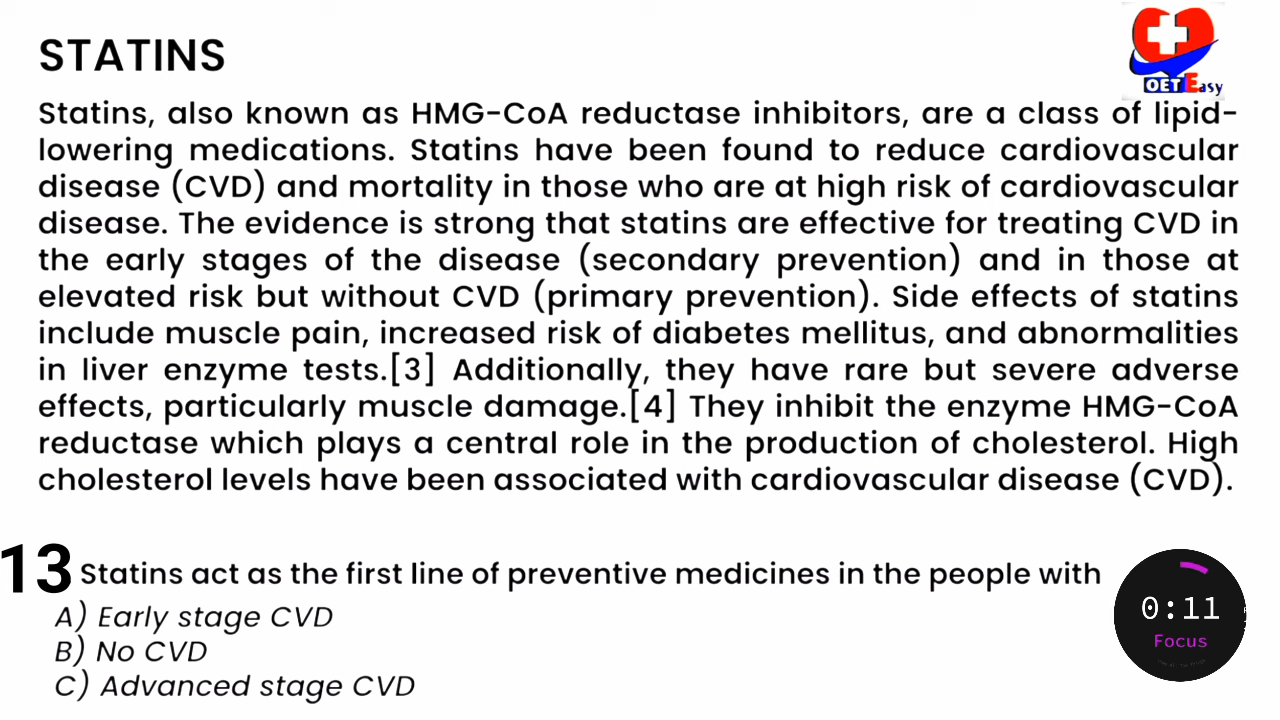 OETEasy
STATINS
Statins, also known as HMG-CoA reductase inhibitors, are a class of lipid-
lowering medications. Statins have been found to reduce cardiovascular
disease (CVD) and mortality in those who are at high risk of cardiovascular
disease. The evidence is strong that statins are effective for treating CVD in
the early stages of the disease (secondary prevention) and in those at
elevated risk but without CVD (primary prevention). Side effects of statins
include muscle pain, increased risk of diabetes mellitus, and abnormalities
in liver enzyme tests.[3] Additionally, they have rare but severe adverse
effects, particularly muscle damage.[4] They inhibit the enzyme HMG-CoA
reductase which plays a central role in the production of cholesterol. High
cholesterol levels have been associated with cardiovascular disease (CVD).
13 Statins act as the first line of preventive medicines in the people with
A) Early stage CVD
B) No CVD
C) Advanced stage CVD
0:11
Focus